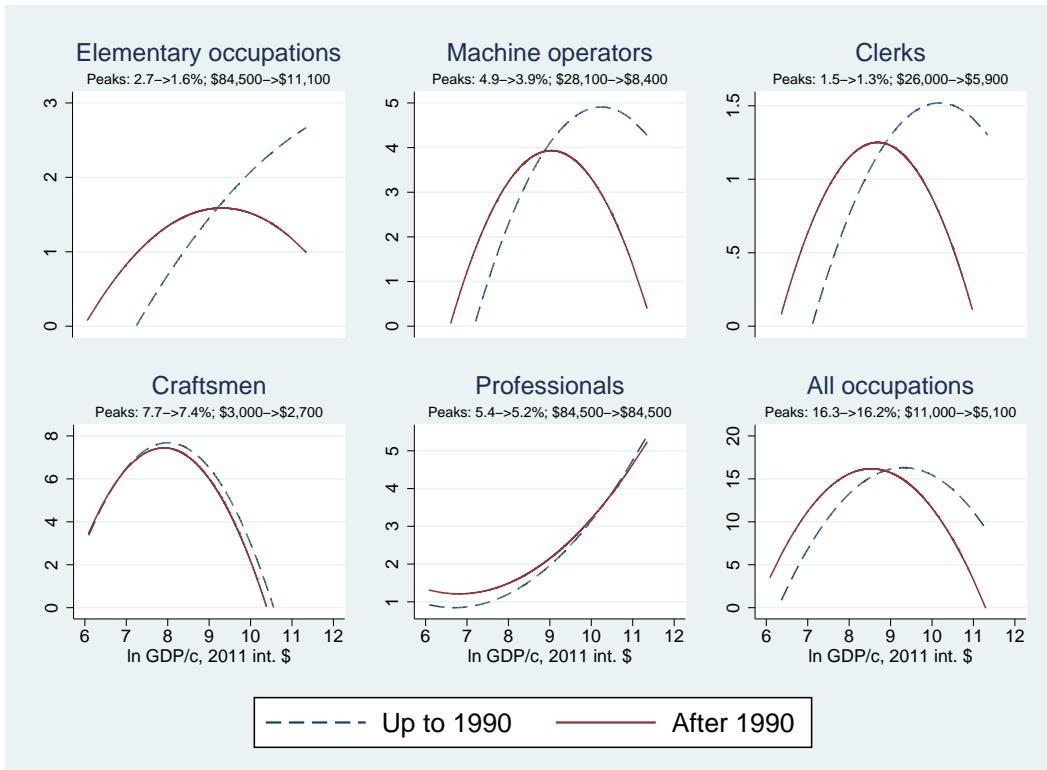 Elementary occupations
Peaks: 2.7–>1.6%; $84,500–>$11,100
3
2
1
0
Machine operators
Peaks: 4.9–>3.9%; $28,100–>$8,400
5
4
3
2
1
0
Clerks
Peaks: 1.5–>1.3%; $26,000–>$5,900
1.5
1
.5
0
Craftsmen
Peaks: 7.7–>7.4%; $3,000–>$2,700
8
6
4
2
0
6 7 8 9 10 11 12
ln GDP/c, 2011 int. $
Professionals
Peaks: 5.4–>5.2%; $84,500–>$84,500
5
4
3
2
1
6 7 8 9 10 11 12
ln GDP/c, 2011 int. $
All occupations
Peaks: 16.3–>16.2%; $11,000–>$5,100
20
15
10
5
0
6 7 8 9 10 11 12
ln GDP/c, 2011 int. $
Up to 1990 After 1990